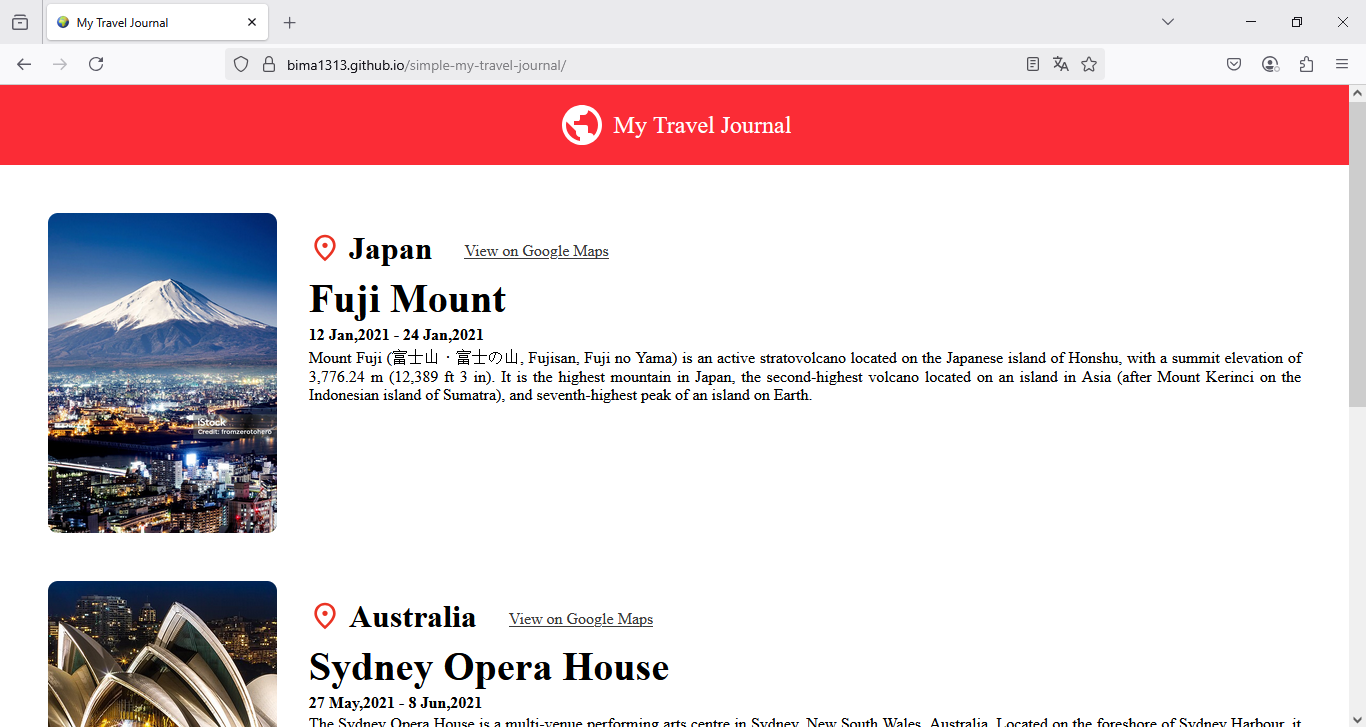 My Travel Journal
bima1313.github.io/simple-my-travel-journal/
My Travel Journal
Japan View on Google Maps
Fuji Mount
12 Jan,2021 - 24 Jan,2021
Mount Fuji (富士山・富士の山, Fujisan, Fuji no Yama) is an active stratovolcano located on the Japanese island of Honshu, with a summit elevation of
3,776.24 m (12,389 ft 3 in). It is the highest mountain in Japan, the second-highest volcano located on an island in Asia (after Mount Kerinci on the
Indonesian island of Sumatra), and seventh-highest peak of an island on Earth.
iStock
Credit: fromzerotohero
Australia View on Google Maps
Sydney Opera House
27 May,2021 - 8 Jun,2021
The Sydney Opera House is a multi-venue performing arts centre in Sydney, New South Wales, Australia. Located on the foreshore of Sydney Harbour, it